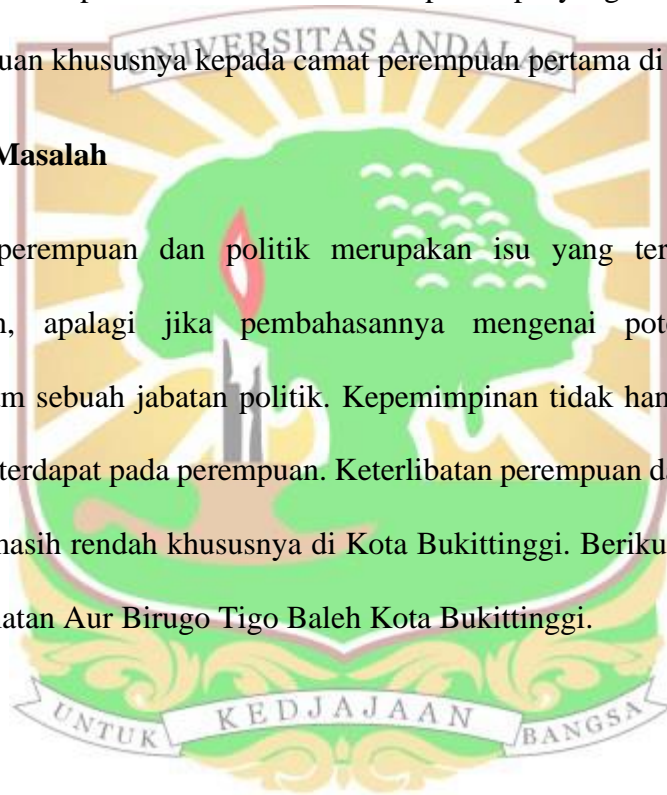 yang
UNIVERSITAS ANDALAS
uan khususnya kepada camat perempuan pertama di
Masalah
perempuan dan politik merupakan isu yang ter
n, apalagi jika pembahasannya mengenai pot
m sebuah jabatan politik. Kepemimpinan tidak han
terdapat pada perempuan. Keterlibatan perempuan da
masih rendah khususnya di Kota Bukittinggi. Beriku
atan Aur Birugo Tigo Baleh Kota Bukittinggi.
UNTUK KEDJAJAAN BANGSA